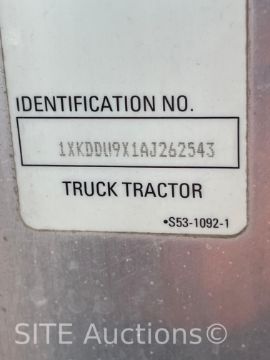 IDENTIFICATION NO.
1XKDDU9X1AJ262543
TRUCK TRACTOR
•S53-1092-1
SITE Auctions(c)